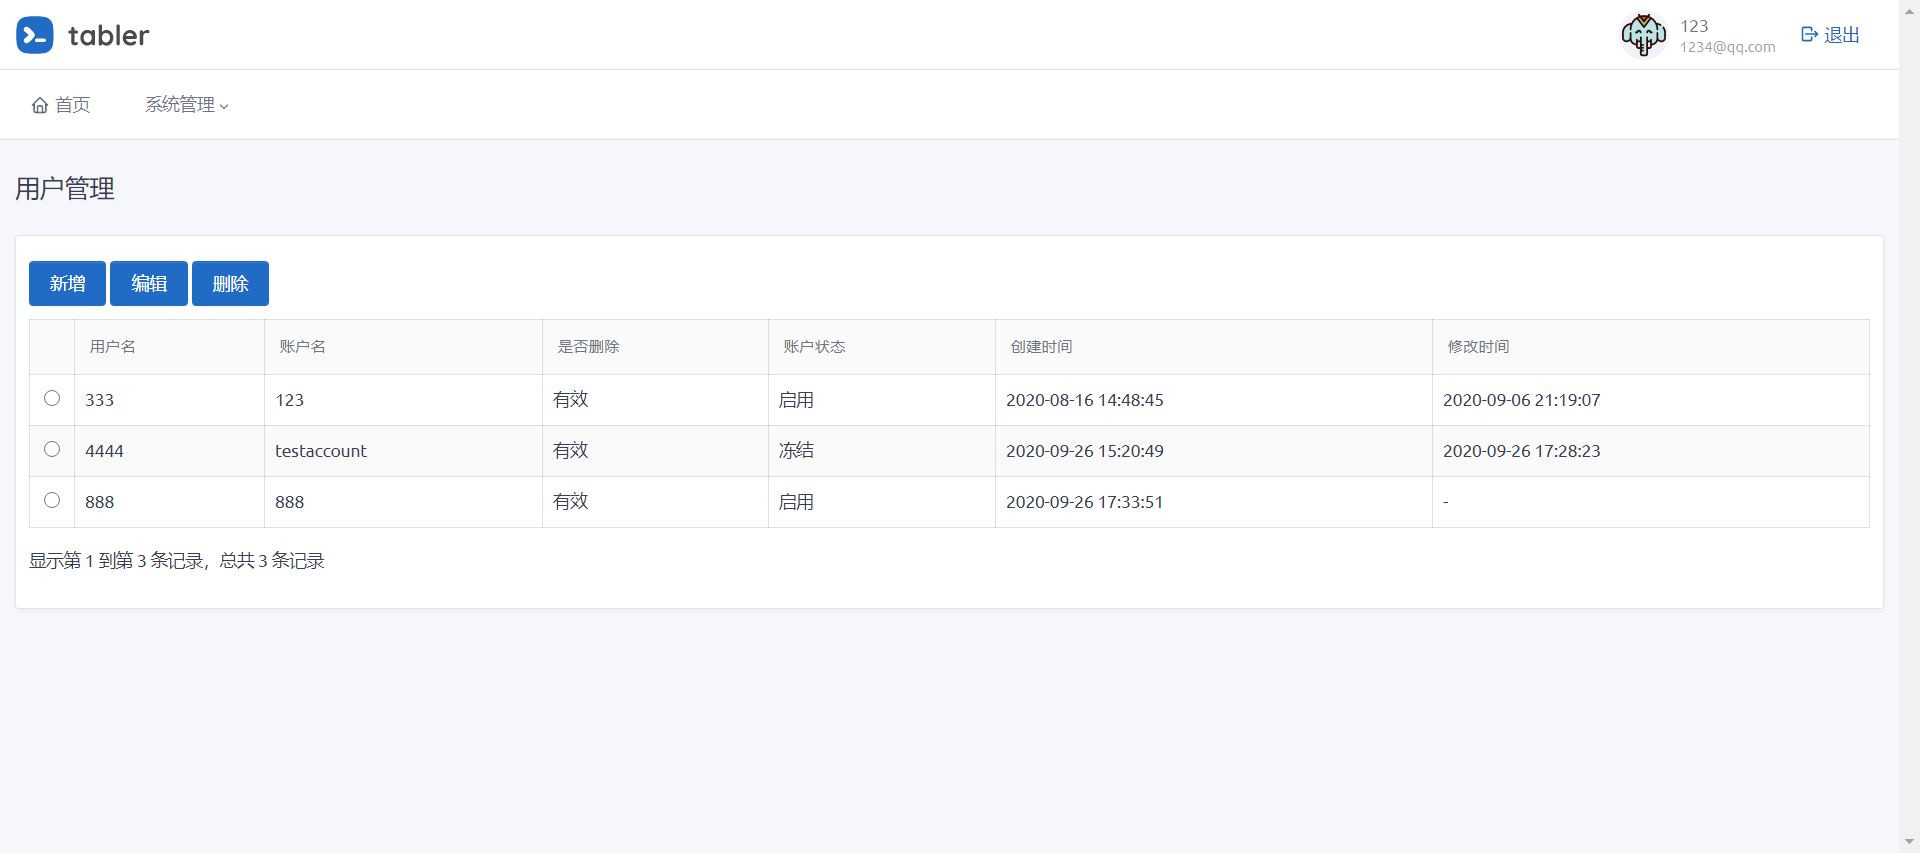 tabler
123
1234@qq.com
退出
首页
系统管理
用户管理
新增 编辑 删除
用户名 账户名 是否删除 账户状态 创建时间 修改时间
333 123 有效 启用 2020-08-16 14:48:45 2020-09-06 21:19:07
4444 testaccount 有效 冻结 2020-09-26 15:20:49 2020-09-26 17:28:23
888 888 有效 启用 2020-09-26 17:33:51 -
显示第 1 到第 3 条记录，总共 3 条记录